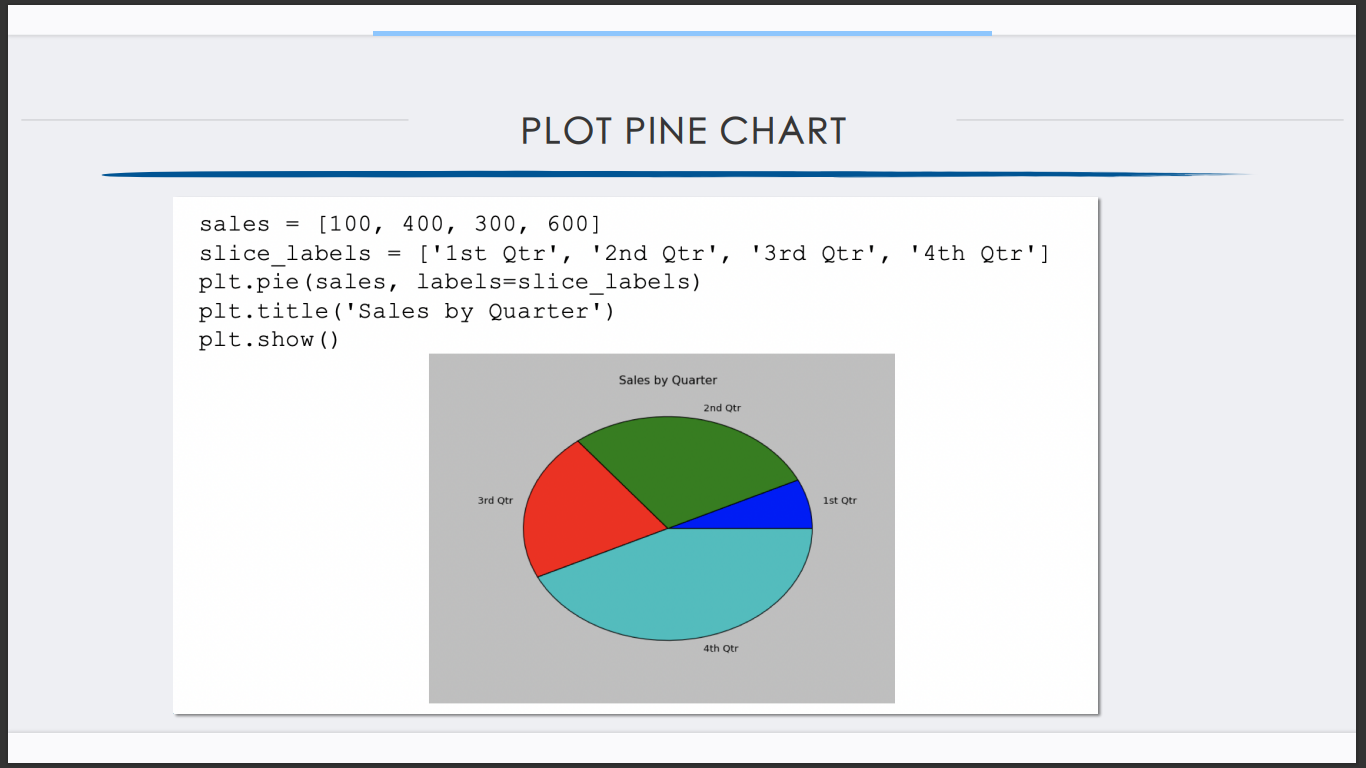 PLOT PINE CHART
sales = [100, 400, 300, 600]
slice_labels = ['1st Qtr', '2nd Qtr', '3rd Qtr', '4th Qtr']
plt.pie(sales, labels=slice_labels)
plt.title('Sales by Quarter')
plt.show()
Sales by Quarter
2nd Qtr
3rd Qtr
1st Qtr
4th Qtr